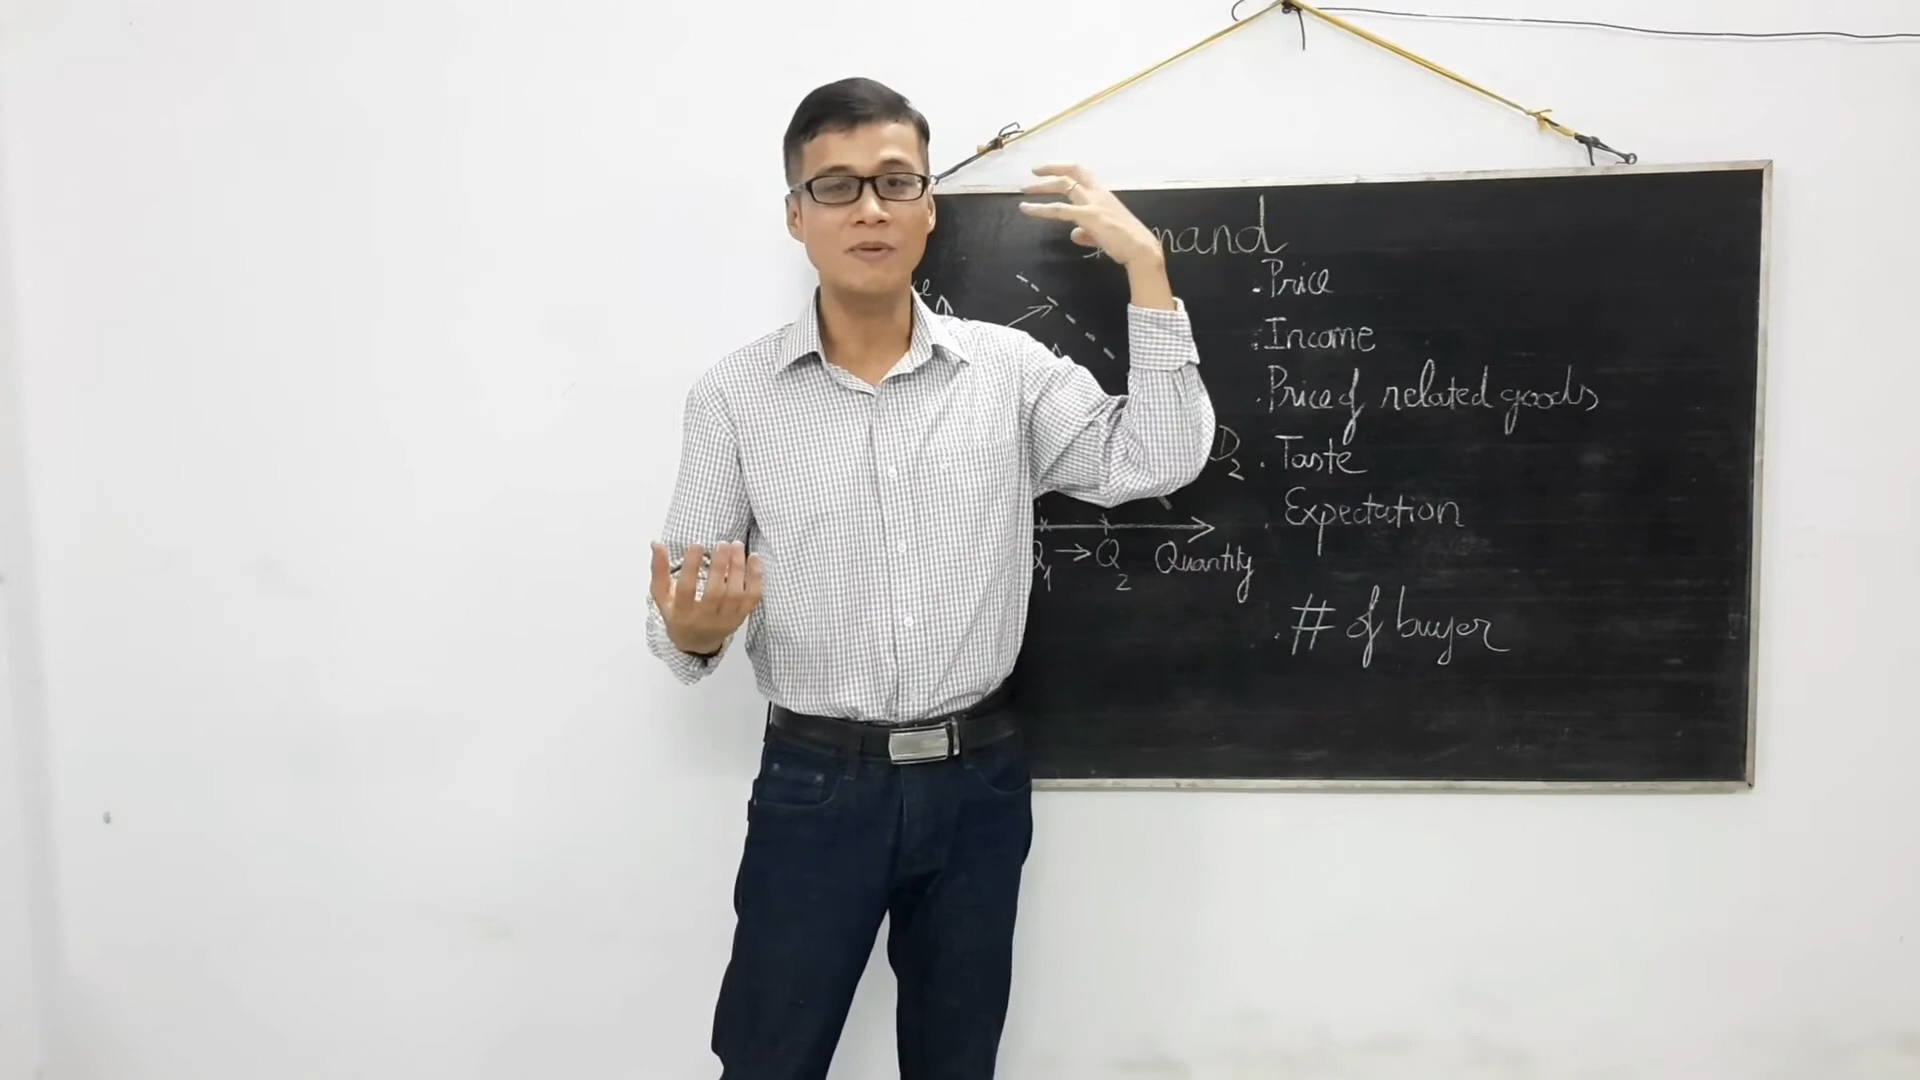 mand
Price
Income
Price of related goods
D2
Taste
Expectation
Q1 → Q2 Quantity
# of buyer